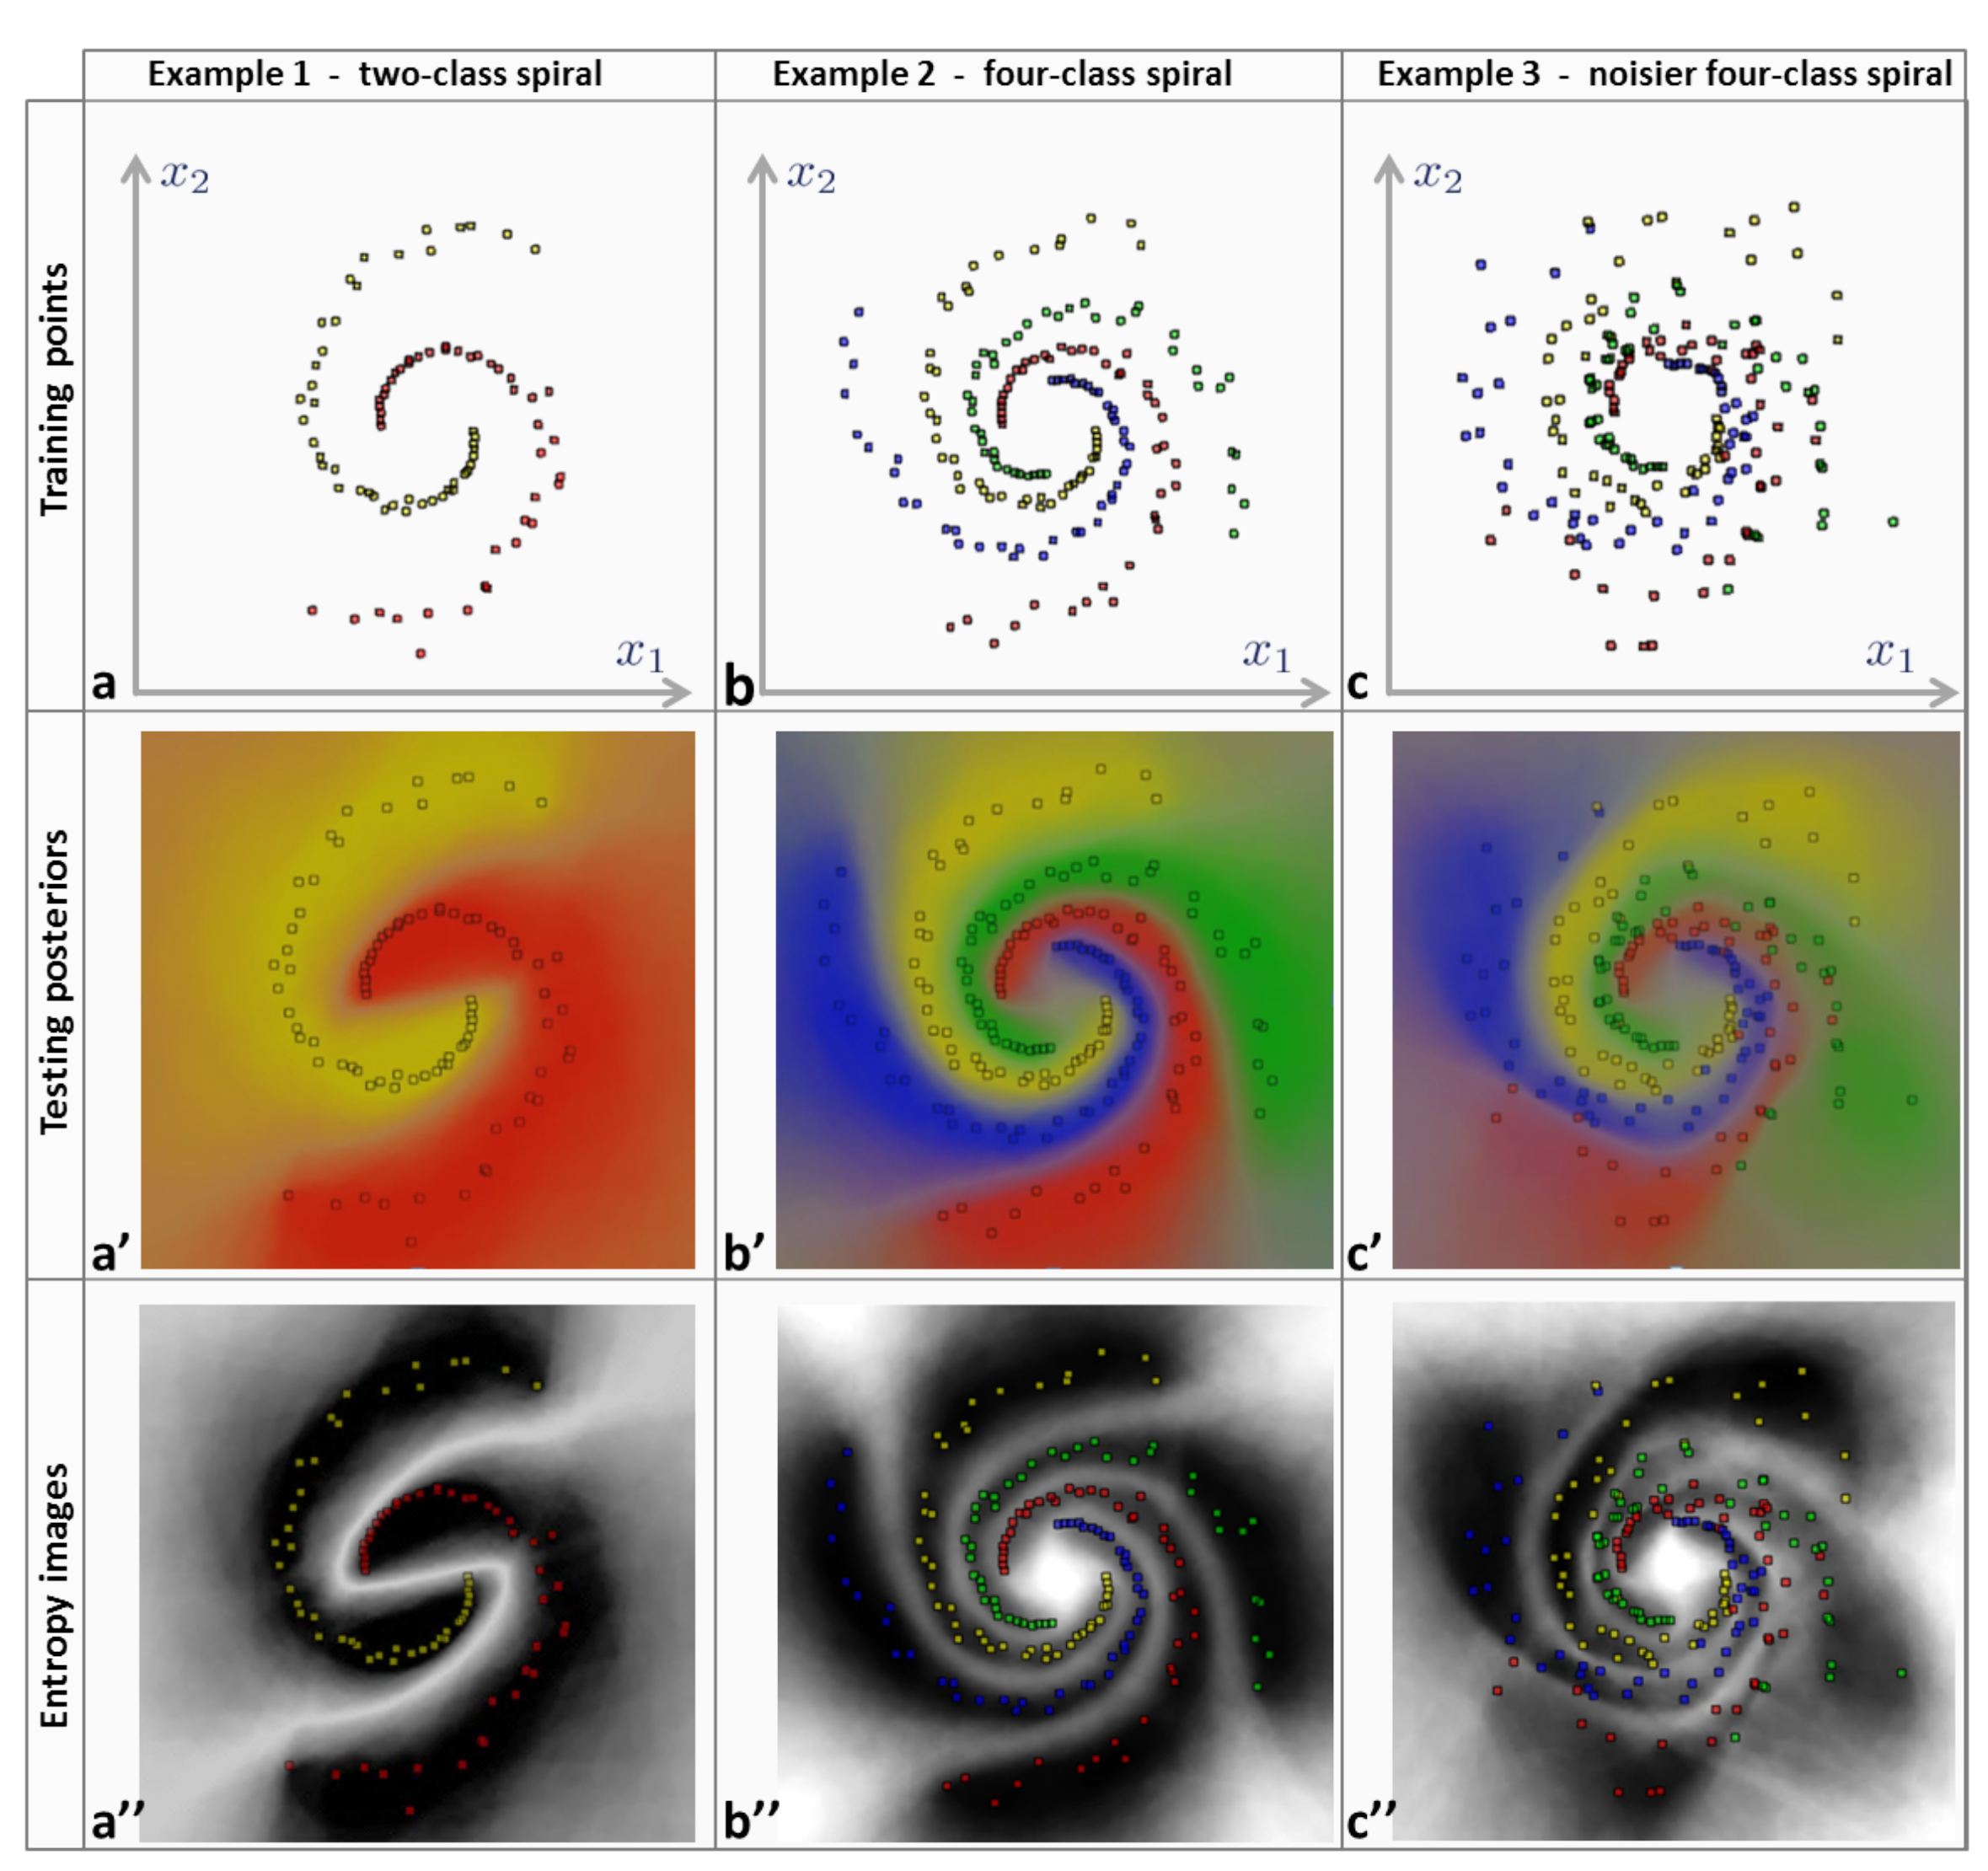 Example 1 - two-class spiral
Example 2 - four-class spiral
Example 3 - noisier four-class spiral
Training points
x2
x1
a
x2
x1
b
x2
x1
c
Testing posteriors
a’
b’
c’
Entropy images
a’’
b’’
c’’